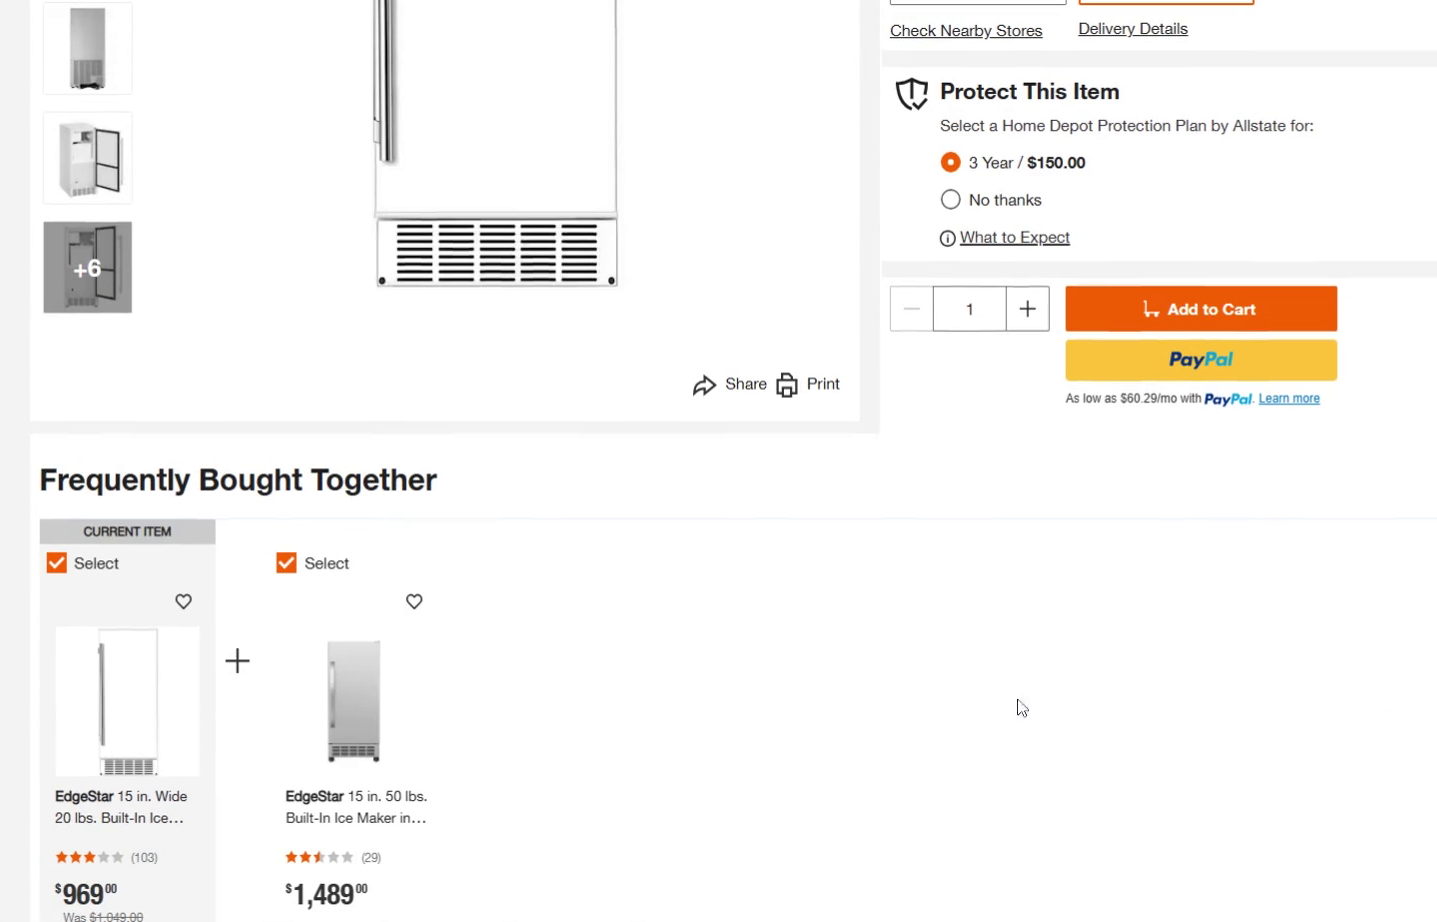 Check Nearby Stores
Delivery Details
Protect This Item
Select a Home Depot Protection Plan by Allstate for:
3 Year / $150.00
No thanks
What to Expect
+6
1
Add to Cart
PayPal
As low as $60.29/mo with PayPal. Learn more
Share
Print
Frequently Bought Together
CURRENT ITEM
Select
Select
EdgeStar 15 in. Wide
20 lbs. Built-In Ice...
(103)
$969.00
Was $1,049.00
EdgeStar 15 in. 50 lbs.
Built-In Ice Maker in...
(29)
$1,489.00